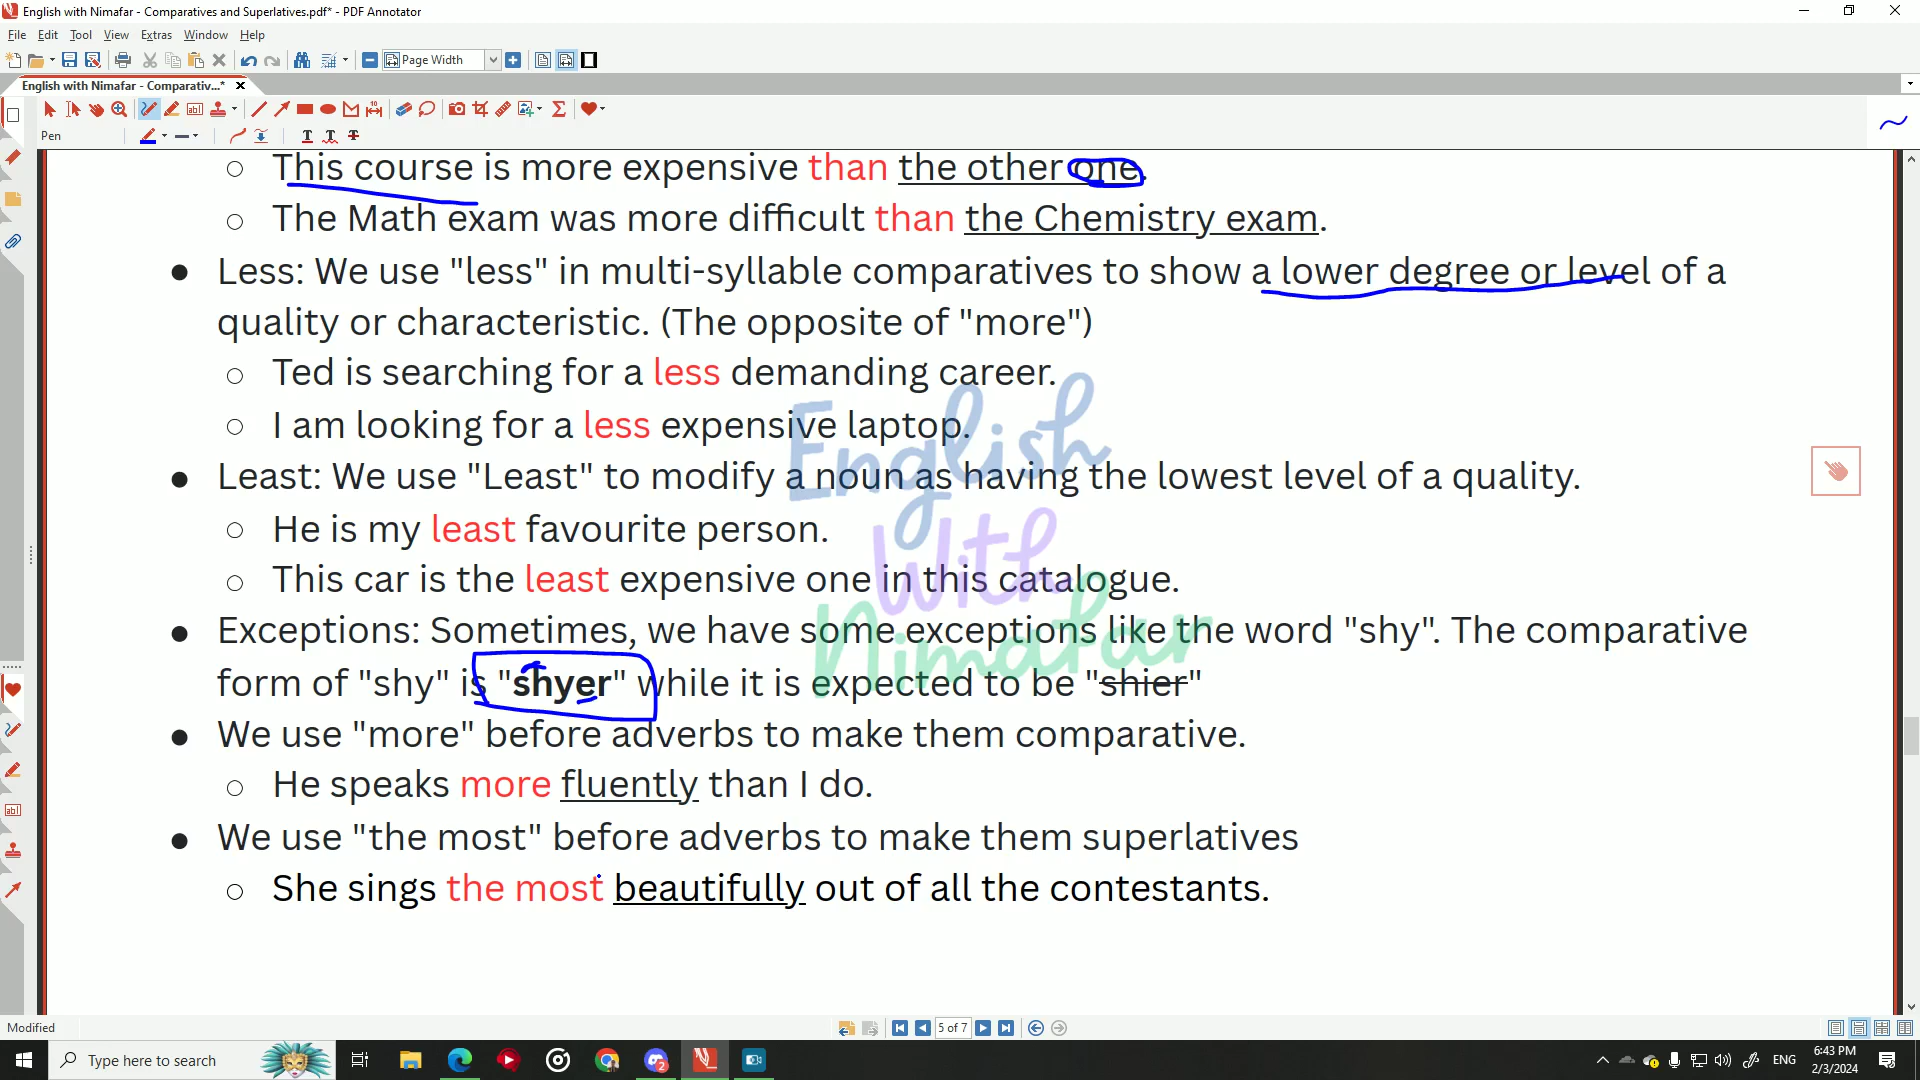 English with Nimafar - Comparatives and Superlatives.pdf* - PDF Annotator
File Edit Tool View Extras Window Help
Page Width
English with Nimafar - Comparativ...*
Pen
This course is more expensive than the other one.
The Math exam was more difficult than the Chemistry exam.
Less: We use "less" in multi-syllable comparatives to show a lower degree or level of a
quality or characteristic. (The opposite of "more")
Ted is searching for a less demanding career.
I am looking for a less expensive laptop.
Least: We use "Least" to modify a noun as having the lowest level of a quality.
He is my least favourite person.
This car is the least expensive one in this catalogue.
Exceptions: Sometimes, we have some exceptions like the word "shy". The comparative
form of "shy" is "shyer" while it is expected to be "shier"
We use "more" before adverbs to make them comparative.
He speaks more fluently than I do.
We use "the most" before adverbs to make them superlatives
She sings the most beautifully out of all the contestants.
English
With
Nimafar
Modified
5 of 7
Type here to search
2
ENG
6:43 PM
2/3/2024